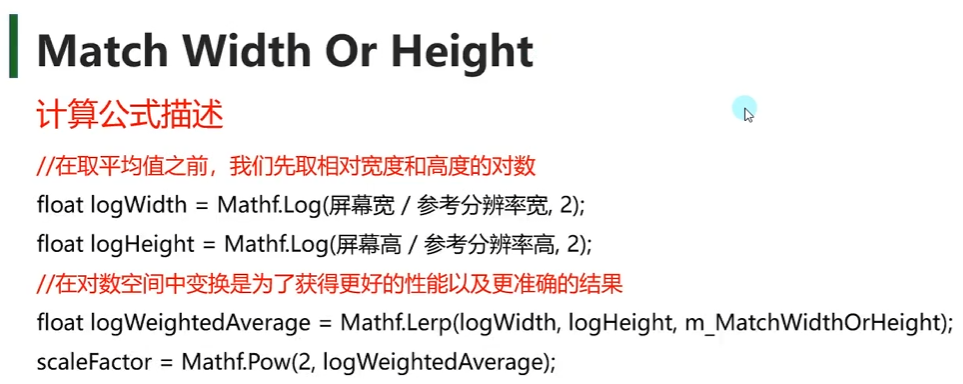 Match Width Or Height
计算公式描述
//在取平均值之前，我们先取相对宽度和高度的对数
float logWidth = Mathf.Log(屏幕宽 / 参考分辨率宽, 2);
float logHeight = Mathf.Log(屏幕高 / 参考分辨率高, 2);
//在对数空间中变换是为了获得更好的性能以及更准确的结果
float logWeightedAverage = Mathf.Lerp(logWidth, logHeight, m_MatchWidthOrHeight);
scaleFactor = Mathf.Pow(2, logWeightedAverage);